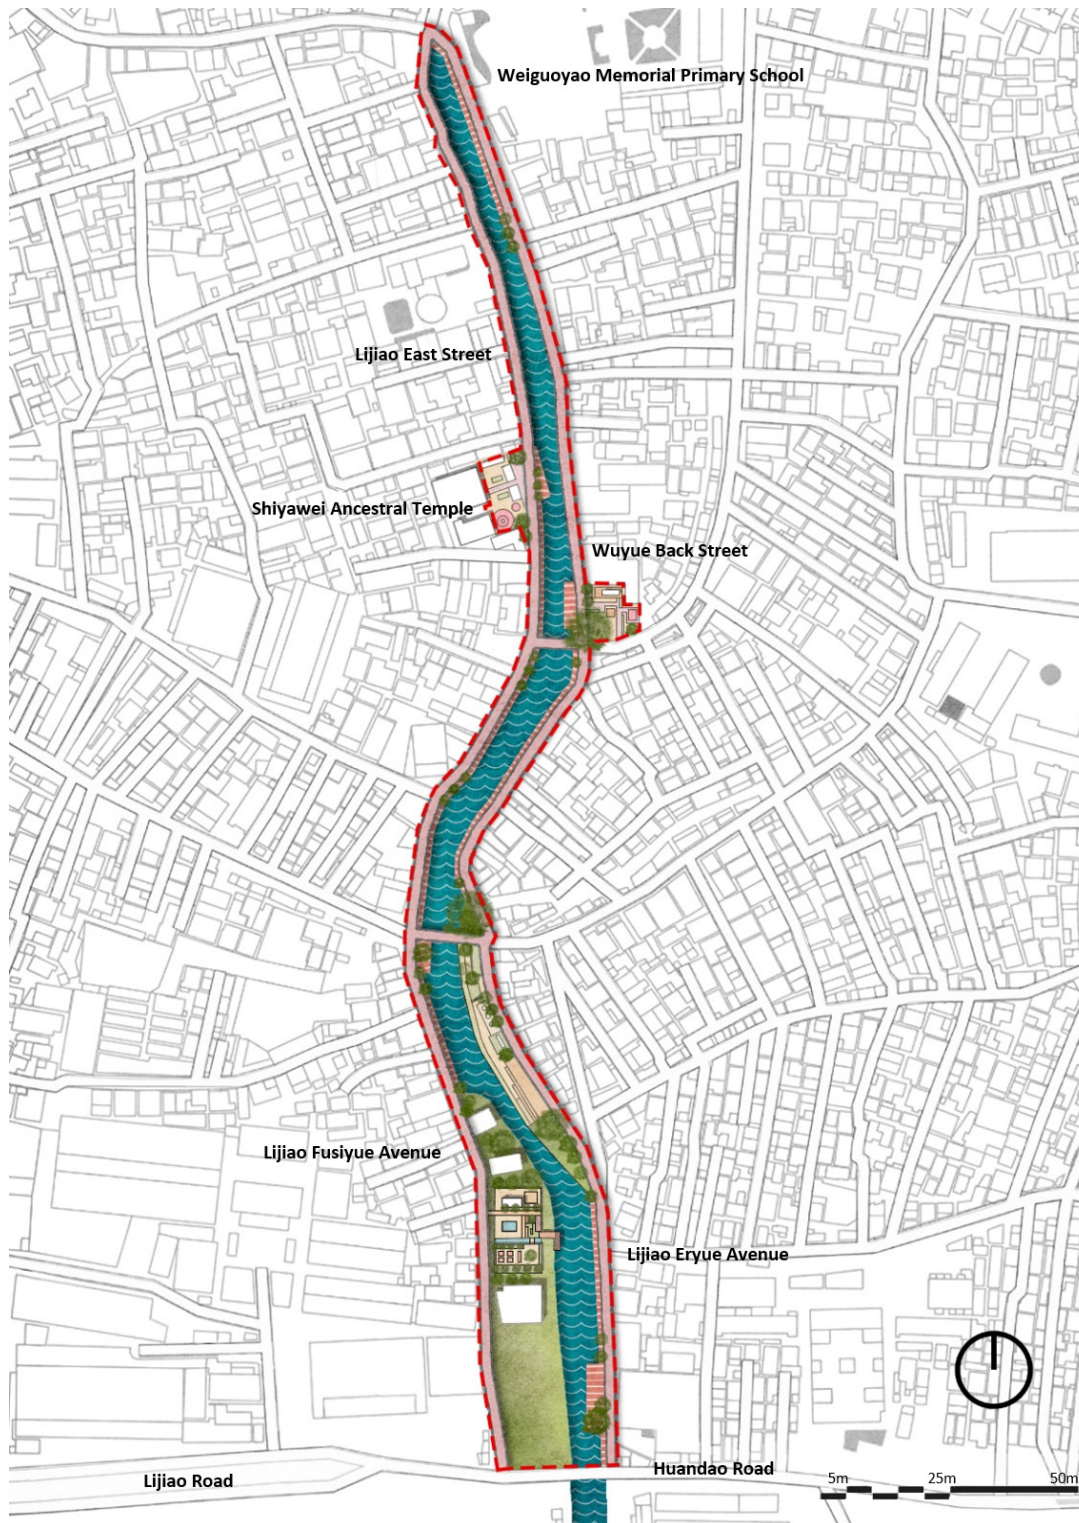 Weiguoyao Memorial Primary School
Lijiao East Street
Shiyawei Ancestral Temple
Wuyue Back Street
Lijiao Fusiyue Avenue
Lijiao Eryue Avenue
Huandao Road
Lijiao Road
5m 25m 50m